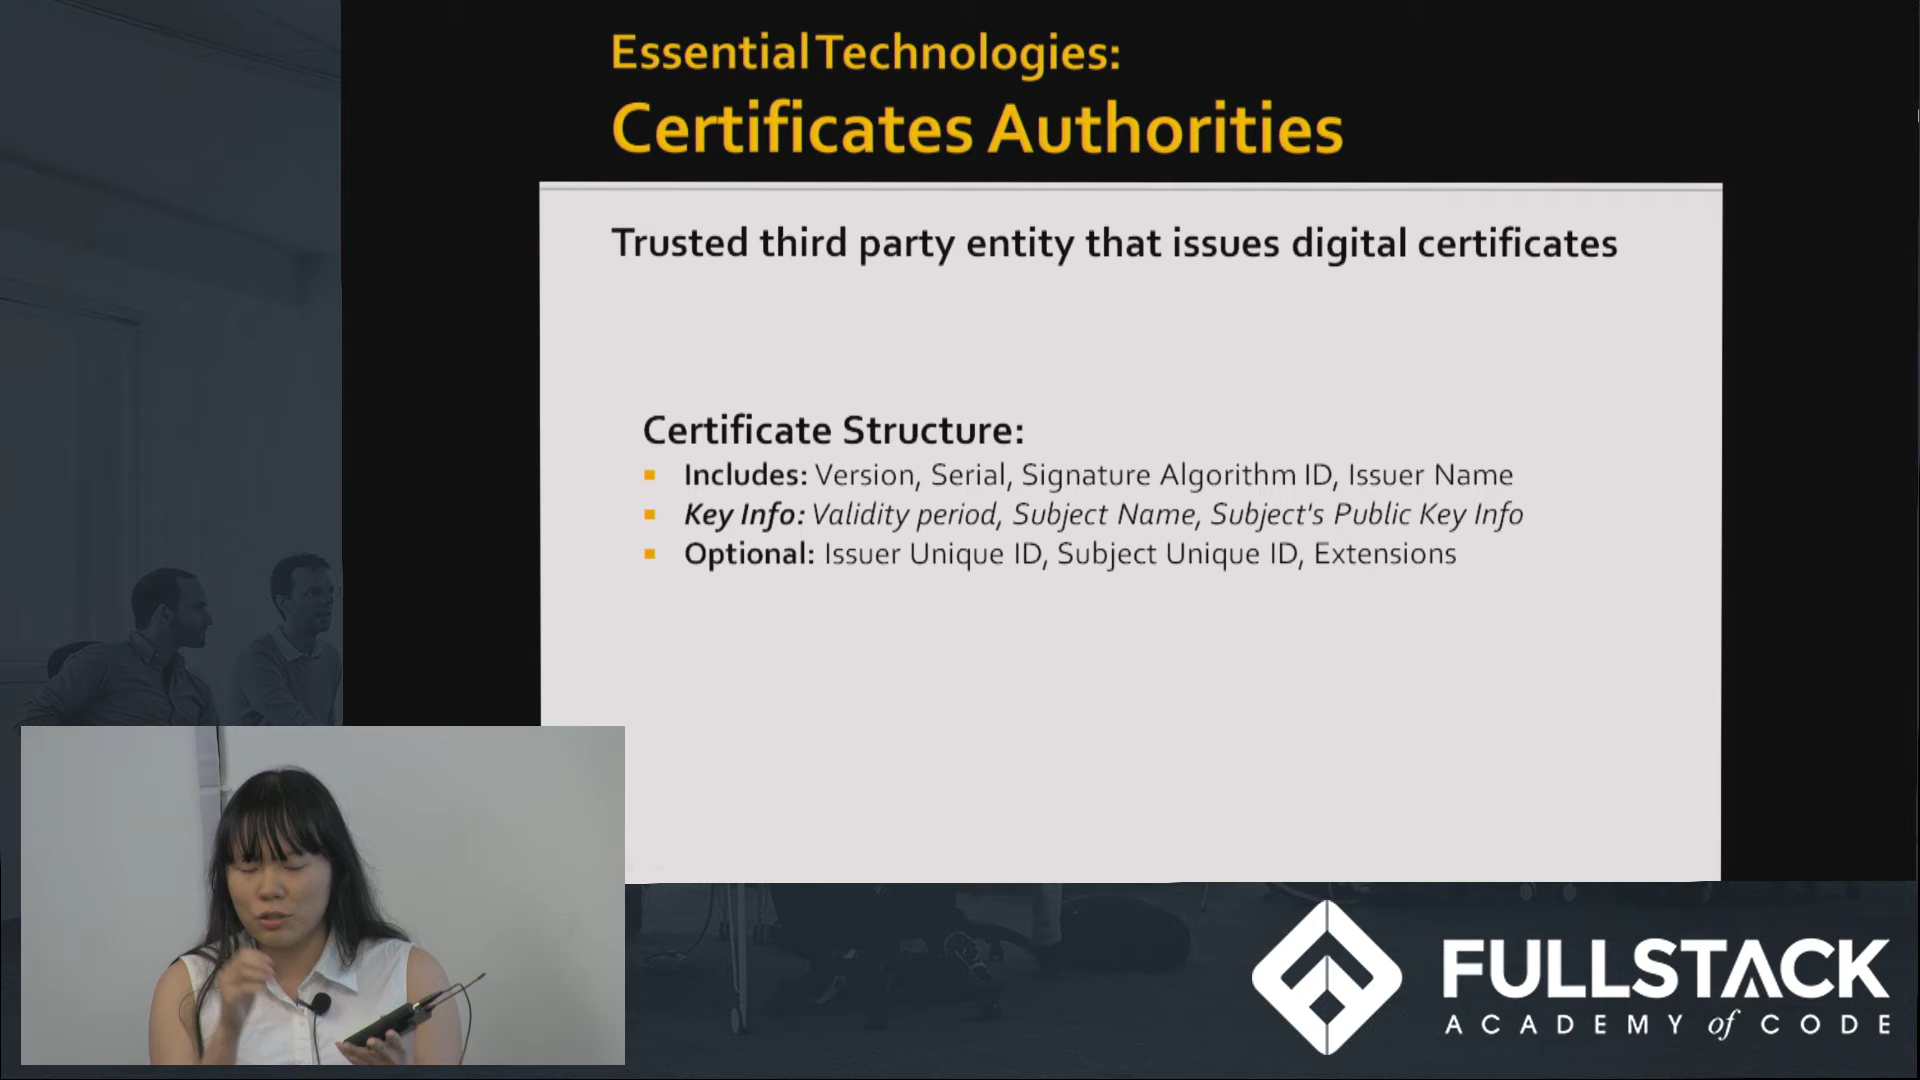 Essential Technologies:
Certificates Authorities
Trusted third party entity that issues digital certificates
Certificate Structure:
Includes: Version, Serial, Signature Algorithm ID, Issuer Name
Key Info: Validity period, Subject Name, Subject's Public Key Info
Optional: Issuer Unique ID, Subject Unique ID, Extensions
FULLSTACK
ACADEMY of CODE